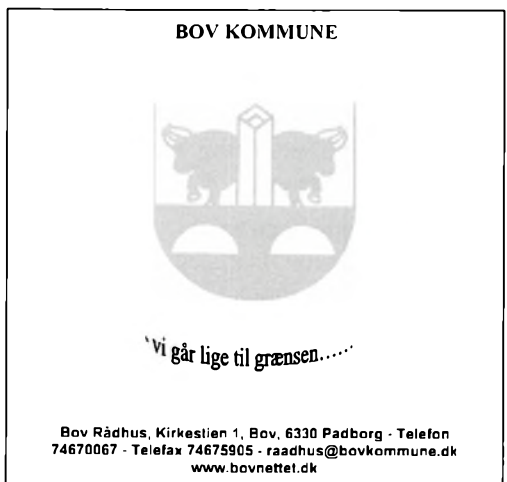 BOV KOMMUNE
'vi går lige til grænsen......
Bov Rådhus, Kirkestien 1, Bov, 6330 Padborg - Telefon
74670067 - Telefax 74675905 - raadhus@bovkommune.dk
www.bovnettet.dk